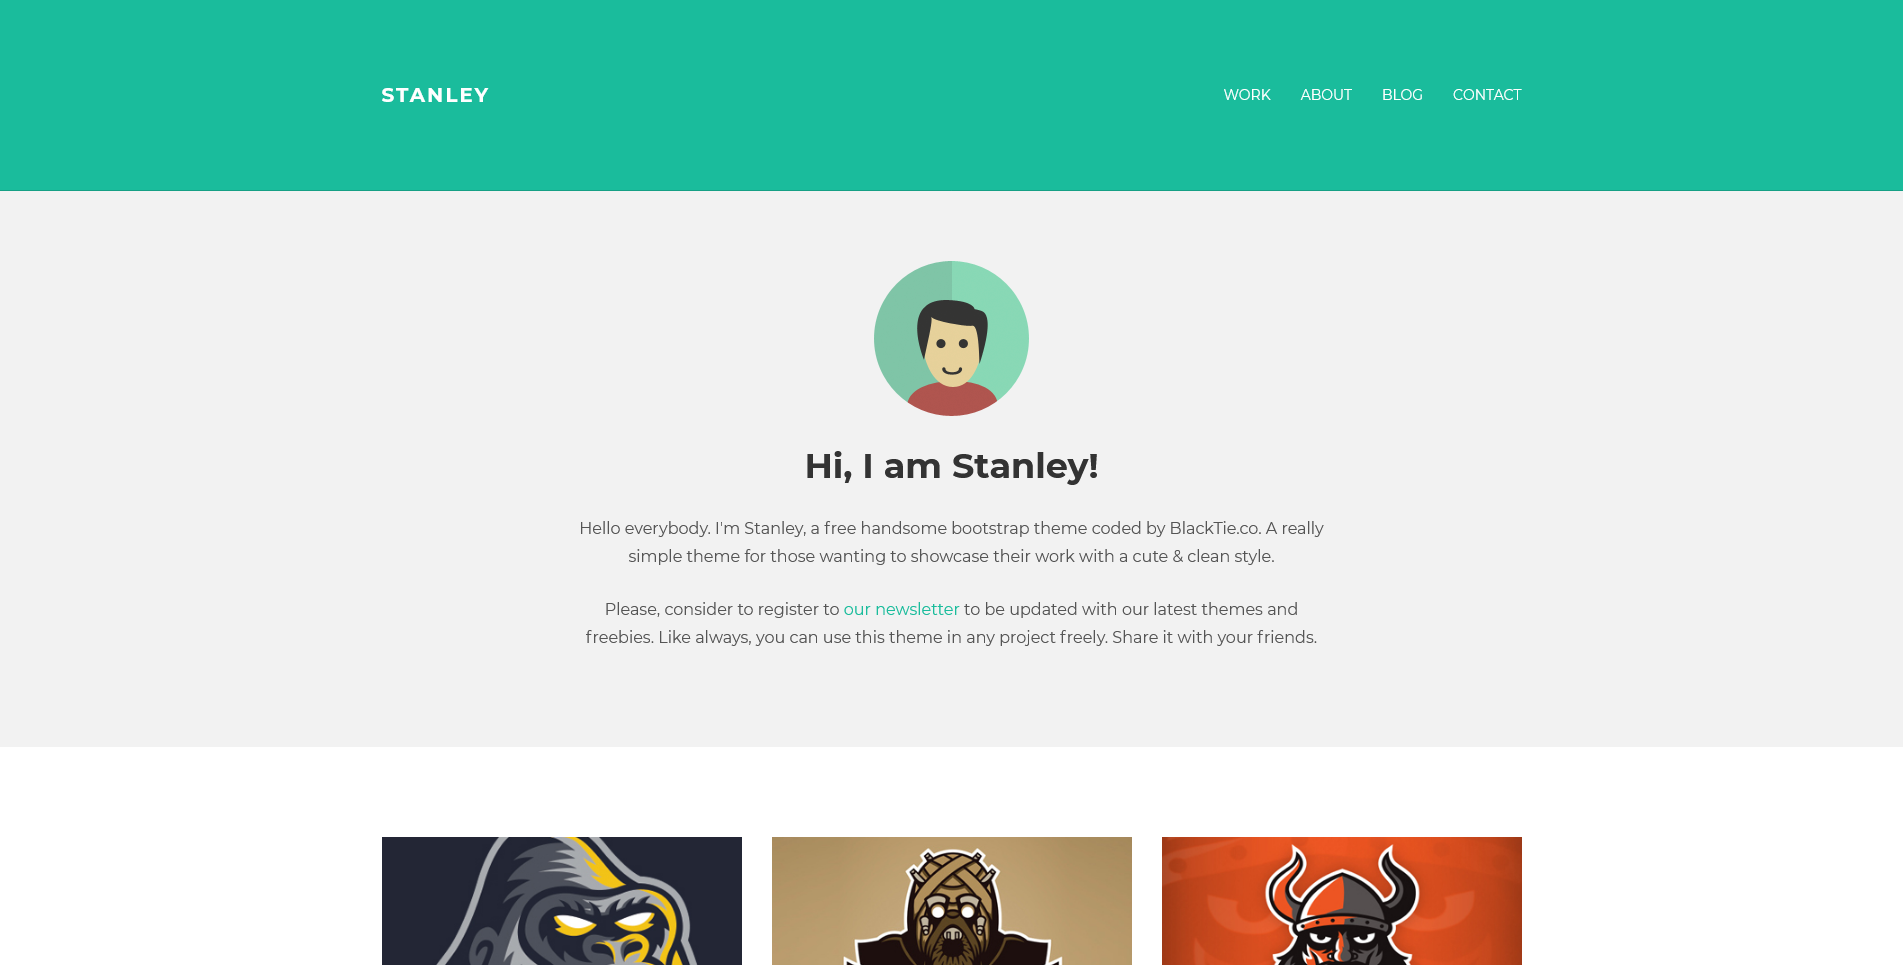 STANLEY
WORK ABOUT BLOG CONTACT
Hi, I am Stanley!
Hello everybody. I'm Stanley, a free handsome bootstrap theme coded by BlackTie.co. A really
simple theme for those wanting to showcase their work with a cute & clean style.
Please, consider to register to our newsletter to be updated with our latest themes and
freebies. Like always, you can use this theme in any project freely. Share it with your friends.